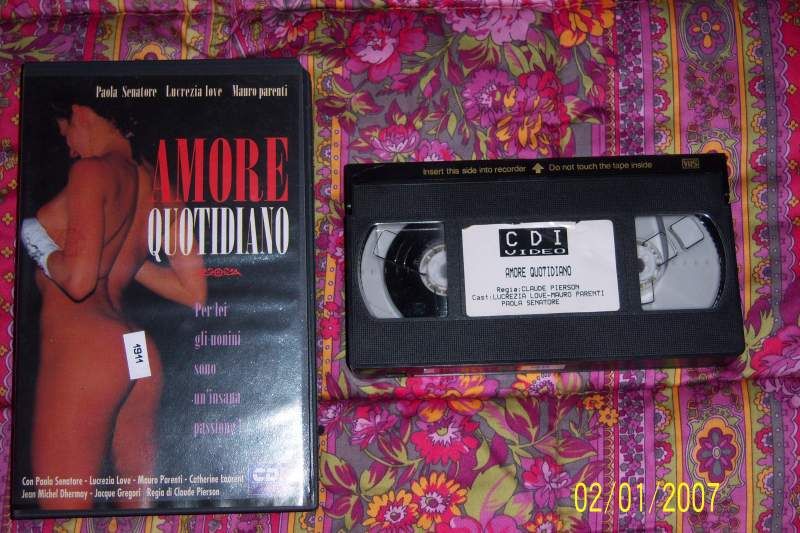 Paola Senatore Lucrezia love Mauro parenti
AMORE
QUOTIDIANO
Per lei
gli uonini
sono
un'insana
passione!
1911
Con Paola Senatore - Lucrezia Love - Mauro Parenti - Catherine
Jean Michel Dhermay - Jacque Gregori - Regia di Claude Pierson
CDI
Insert this side into recorder Do not touch the tape inside VHS
CDI
VIDEO
AMORE QUOTIDIANO
Regia:CLAUDE PIERSON
Cast:LUCREZIA LOVE-MAURO PARENTI
PAOLA SENATORE
02/01/2007